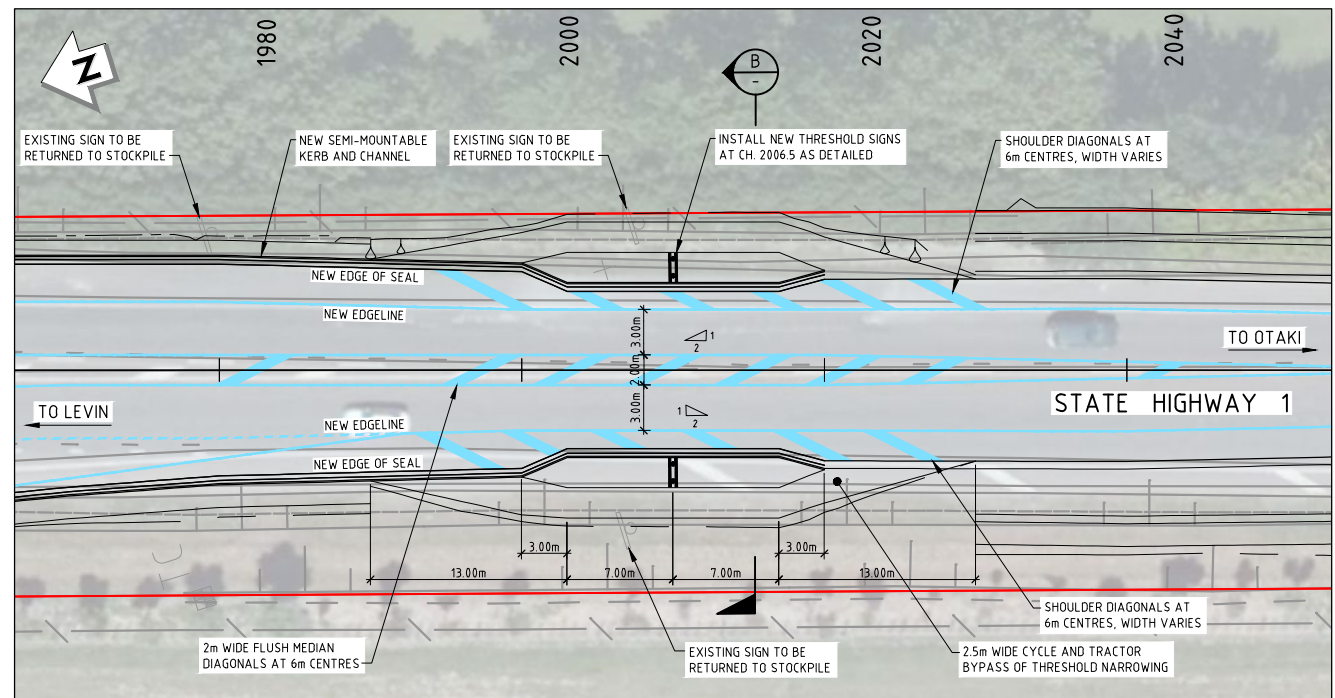 1980
2000
2020
2040
N
B
-
EXISTING SIGN TO BE
RETURNED TO STOCKPILE
NEW SEMI-MOUNTABLE
KERB AND CHANNEL
EXISTING SIGN TO BE
RETURNED TO STOCKPILE
INSTALL NEW THRESHOLD SIGNS
AT CH. 2006.5 AS DETAILED
SHOULDER DIAGONALS AT
6m CENTRES, WIDTH VARIES
NEW EDGE OF SEAL
NEW EDGELINE
3.00m
1
2
TO OTAKI
2.00m
TO LEVIN
3.00m
1
2
STATE HIGHWAY 1
NEW EDGELINE
NEW EDGE OF SEAL
3.00m
3.00m
13.00m
7.00m
7.00m
13.00m
SHOULDER DIAGONALS AT
6m CENTRES, WIDTH VARIES
2m WIDE FLUSH MEDIAN
DIAGONALS AT 6m CENTRES
EXISTING SIGN TO BE
RETURNED TO STOCKPILE
2.5m WIDE CYCLE AND TRACTOR
BYPASS OF THRESHOLD NARROWING